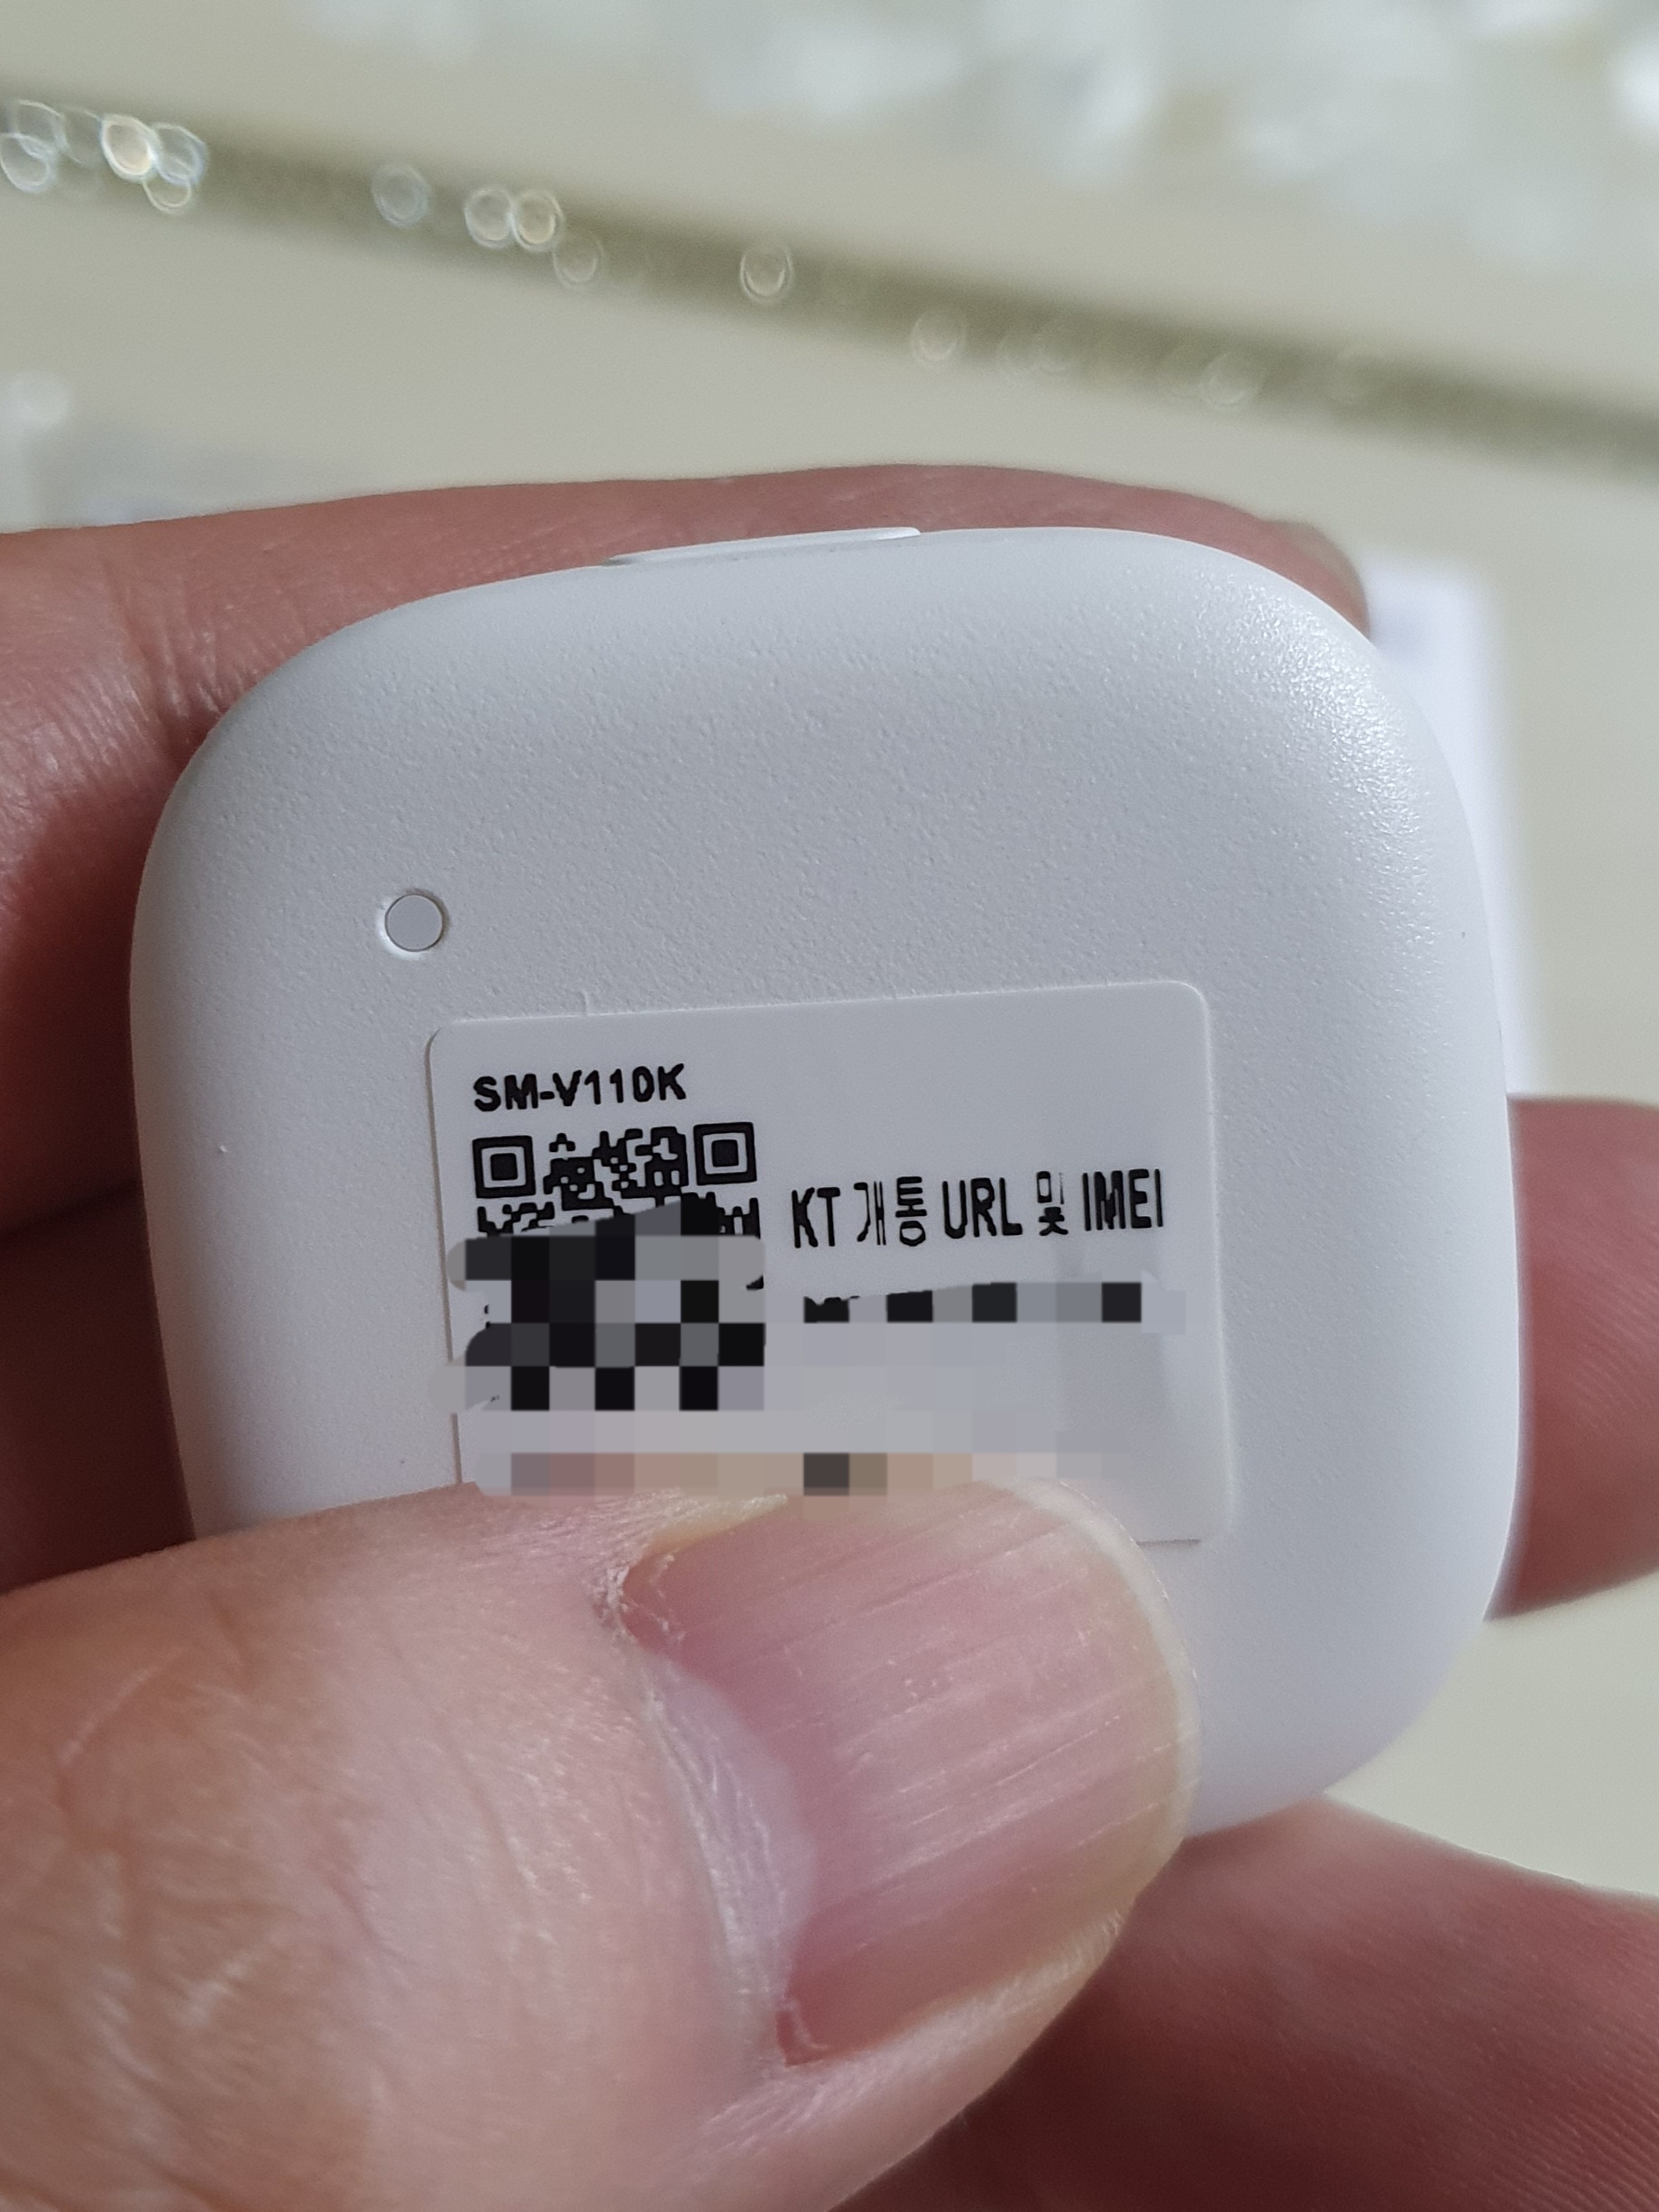 SM-V110K
KT 개통 URL 및 IMEI